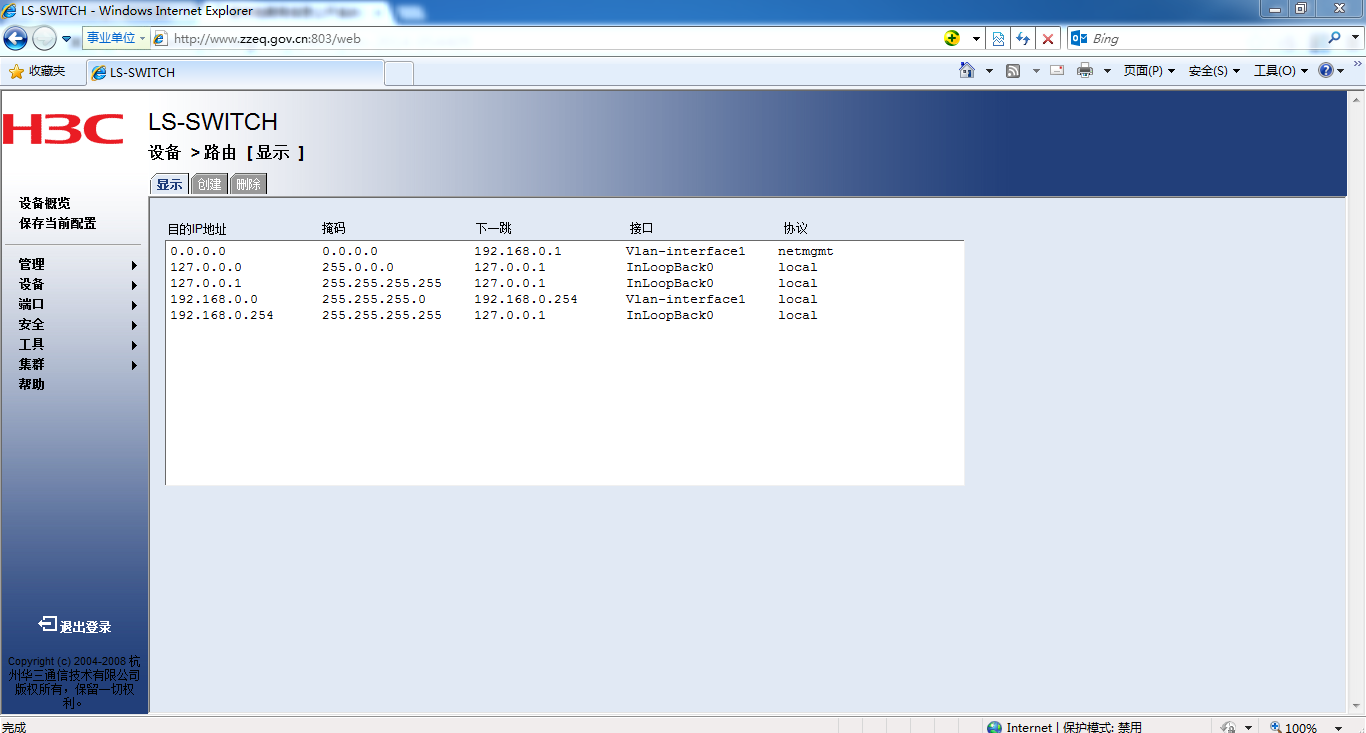 LS-SWITCH - Windows Internet Explorer
事业单位 http://www.zzeq.gov.cn:803/web Bing
收藏夹 LS-SWITCH 页面(P) 安全(S) 工具(O)
H3C
LS-SWITCH
设备 >路由 [显示 ]
显示 创建 删除
设备概览
保存当前配置
管理
设备
端口
安全
工具
集群
帮助
退出登录
Copyright (c) 2004-2008 杭
州华三通信技术有限公司
版权所有，保留一切权
利。
目的IP地址 掩码 下一跳 接口 协议
0.0.0.0 0.0.0.0 192.168.0.1 Vlan-interface1 netmgmt
127.0.0.0 255.0.0.0 127.0.0.1 InLoopBack0 local
127.0.0.1 255.255.255.255 127.0.0.1 InLoopBack0 local
192.168.0.0 255.255.255.0 192.168.0.254 Vlan-interface1 local
192.168.0.254 255.255.255.255 127.0.0.1 InLoopBack0 local
完成 Internet | 保护模式: 禁用 100%